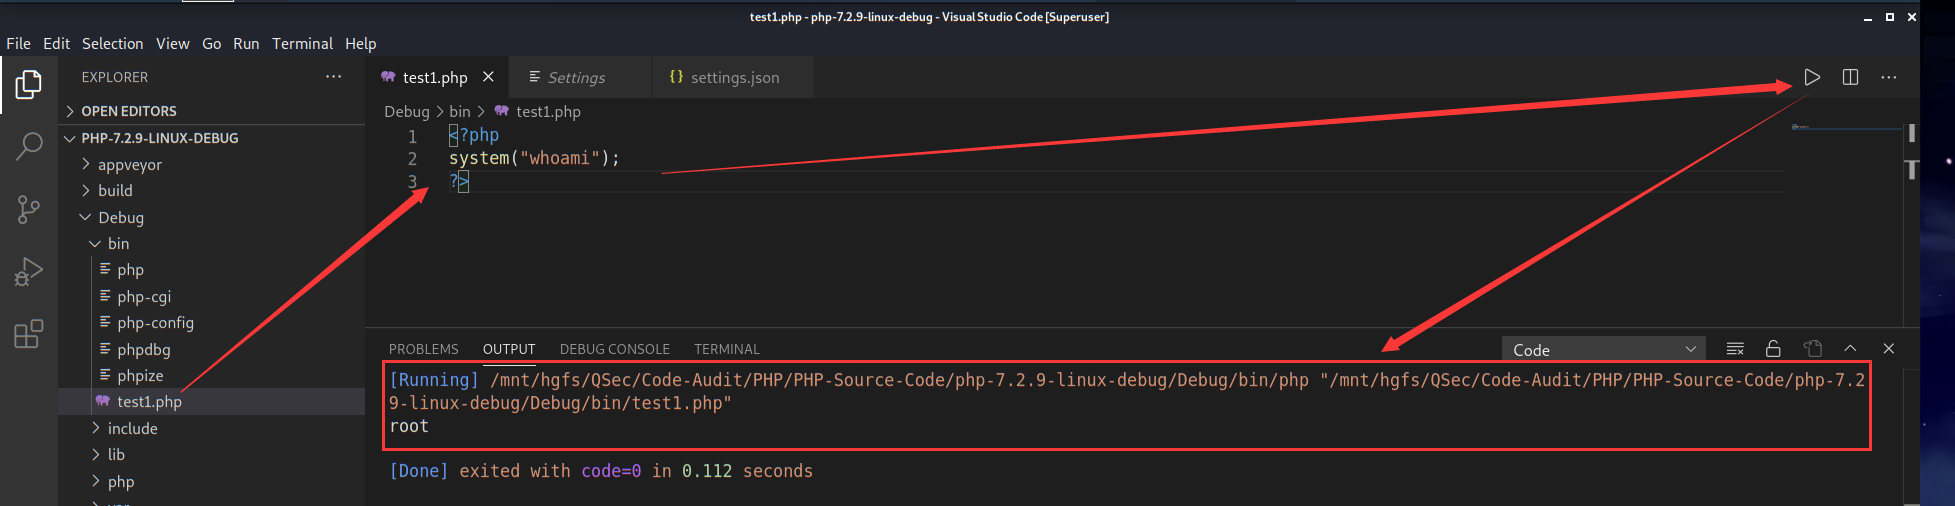 test1.php - php-7.2.9-linux-debug - Visual Studio Code [Superuser]
File Edit Selection View Go Run Terminal Help
EXPLORER
OPEN EDITORS
PHP-7.2.9-LINUX-DEBUG
appveyor
build
Debug
bin
php
php-cgi
php-config
phpdbg
phpize
test1.php
include
lib
php
test1.php
Settings
settings.json
Debug > bin > test1.php
1 <?php
2 system("whoami");
3 ?>
PROBLEMS OUTPUT DEBUG CONSOLE TERMINAL
Code
[Running] /mnt/hgfs/QSec/Code-Audit/PHP/PHP-Source-Code/php-7.2.9-linux-debug/Debug/bin/php "/mnt/hgfs/QSec/Code-Audit/PHP/PHP-Source-Code/php-7.2
9-linux-debug/Debug/bin/test1.php"
root
[Done] exited with code=0 in 0.112 seconds